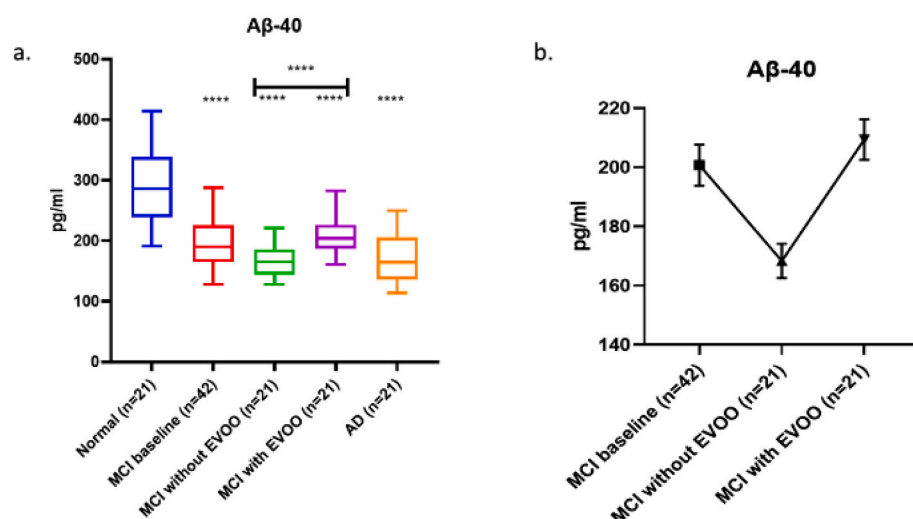 a.
Aβ-40
500
400
300
200
100
0
pg/ml
****
****
****
****
****
Normal (n=21)
MCI baseline (n=42)
MCI without EVOO (n=21)
MCI with EVOO (n=21)
AD (n=21)
b.
Aβ-40
220
200
180
160
140
pg/ml
MCI baseline (n=42)
MCI without EVOO (n=21)
MCI with EVOO (n=21)